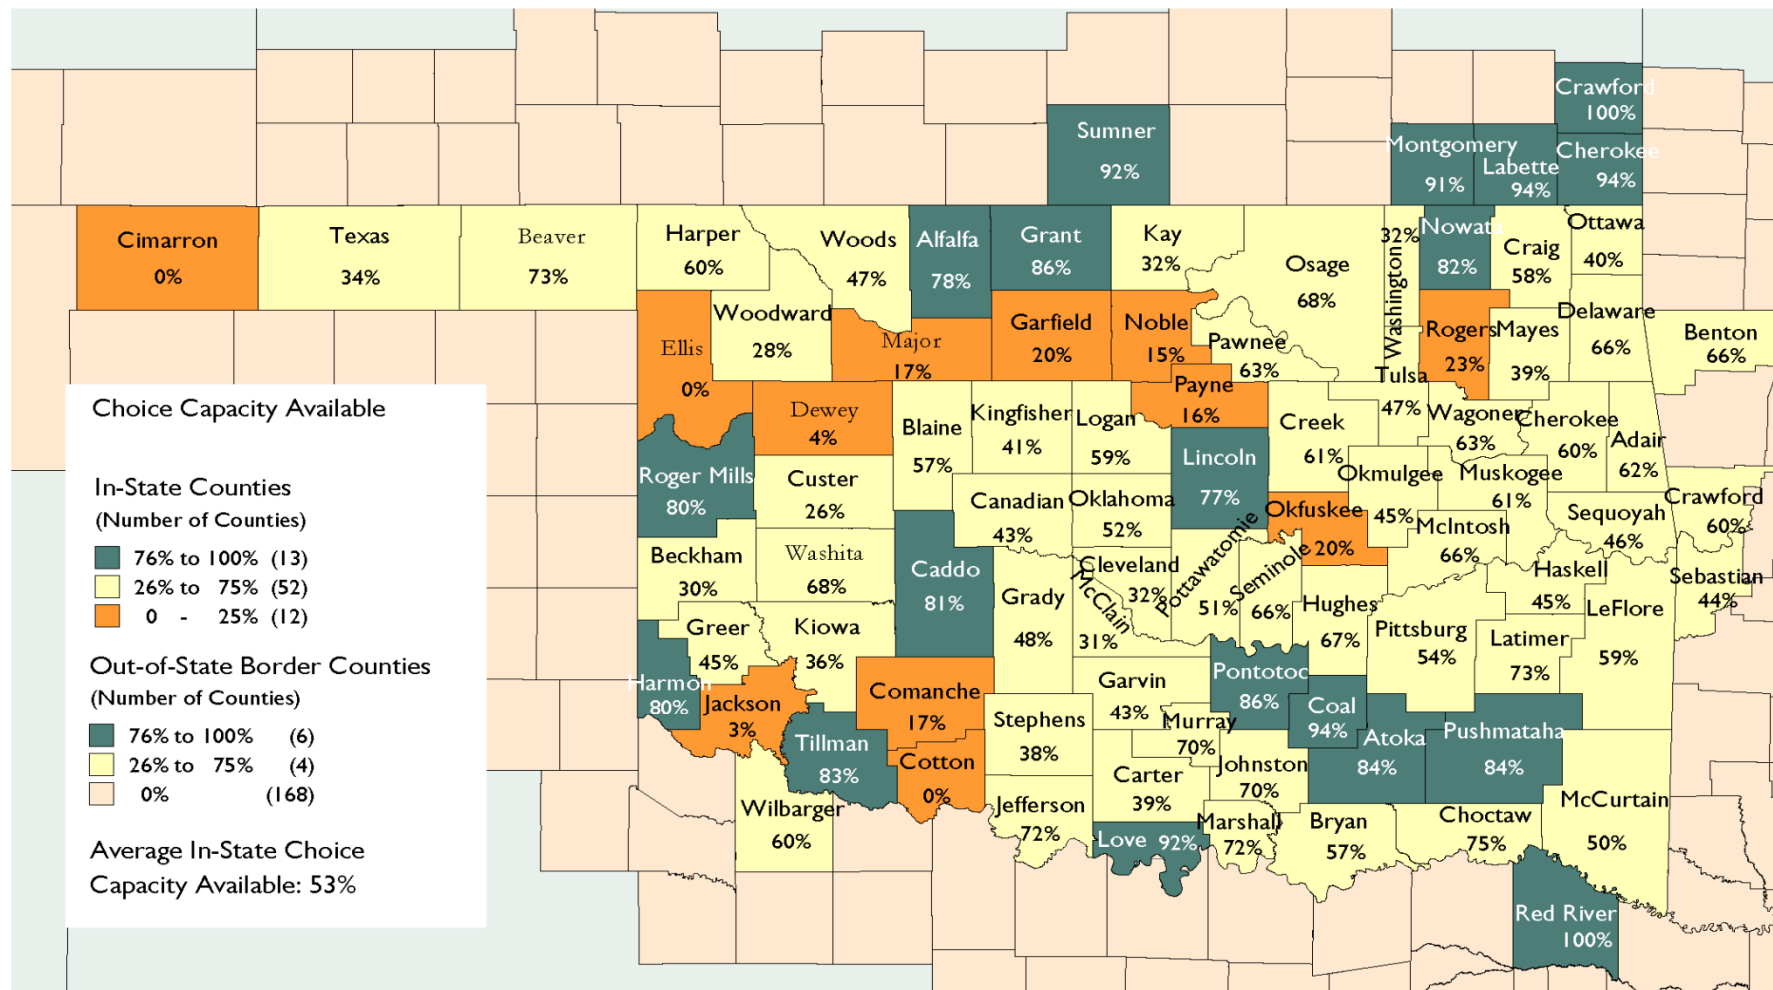 Crawford
100%
Sumner
92%
Montgomery
91%
Labette
94%
Cherokee
94%
Cimarron
0%
Texas
34%
Beaver
73%
Harper
60%
Woods
47%
Alfalfa
78%
Grant
86%
Kay
32%
Osage
68%
32%
Washington
Nowata
82%
Craig
58%
Ottawa
40%
Ellis
0%
Woodward
28%
Major
17%
Garfield
20%
Noble
15%
Pawnee
63%
Rogers
23%
Mayes
39%
Delaware
66%
Benton
66%
Dewey
4%
Blaine
57%
Kingfisher
41%
Logan
59%
Payne
16%
Creek
61%
Tulsa
47%
Wagoner
63%
Cherokee
60%
Adair
62%
Roger Mills
80%
Custer
26%
Canadian
43%
Oklahoma
52%
Lincoln
77%
Okfuskee
20%
Okmulgee
45%
Muskogee
61%
McIntosh
66%
Sequoyah
46%
Crawford
60%
Beckham
30%
Washita
68%
Caddo
81%
Grady
48%
Cleveland
32%
McClain
31%
Pottawatomie
51%
Seminole
66%
Hughes
67%
Pittsburg
54%
Haskell
45%
Latimer
73%
LeFlore
59%
Sebastian
44%
Harmon
80%
Greer
45%
Kiowa
36%
Jackson
3%
Tillman
83%
Comanche
17%
Cotton
0%
Stephens
38%
Garvin
43%
Murray
70%
Pontotoc
86%
Coal
94%
Atoka
84%
Pushmataha
84%
Wilbarger
60%
Jefferson
72%
Carter
39%
Love 92%
Johnston
70%
Marshall
72%
Bryan
57%
Choctaw
75%
McCurtain
50%
Red River
100%
Choice Capacity Available
In-State Counties
(Number of Counties)
76% to 100% (13)
26% to 75% (52)
0 - 25% (12)
Out-of-State Border Counties
(Number of Counties)
76% to 100% (6)
26% to 75% (4)
0% (168)
Average In-State Choice
Capacity Available: 53%